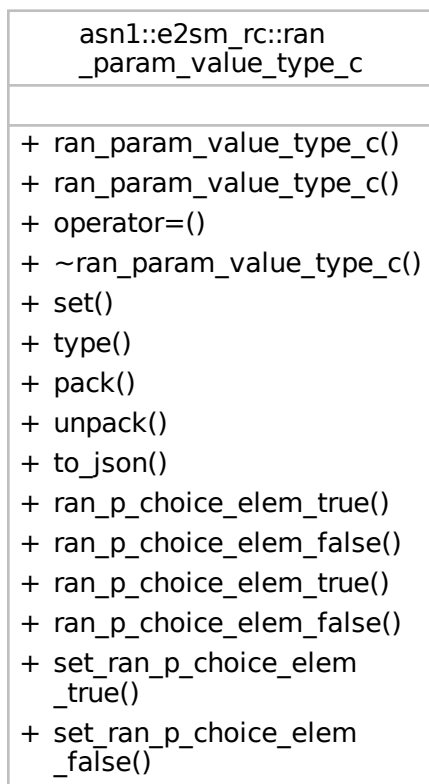 asn1::e2sm_rc::ran
_param_value_type_c
+ ran_param_value_type_c()
+ ran_param_value_type_c()
+ operator=()
+ ~ran_param_value_type_c()
+ set()
+ type()
+ pack()
+ unpack()
+ to_json()
+ ran_p_choice_elem_true()
+ ran_p_choice_elem_false()
+ ran_p_choice_elem_true()
+ ran_p_choice_elem_false()
+ set_ran_p_choice_elem
_true()
+ set_ran_p_choice_elem
_false()